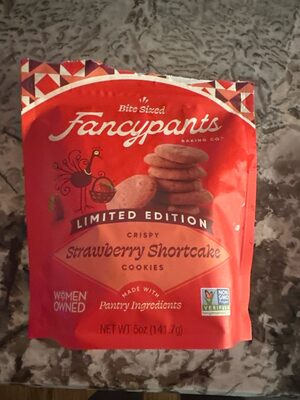 Bite Sized
Fancypants
BAKING CO.
LIMITED EDITION
CRISPY
Strawberry Shortcake
COOKIES
MADE WITH
Pantry Ingredients
WOMEN
OWNED
NON
GMO
VERIFIED
NET WT 5oz (141.7g)